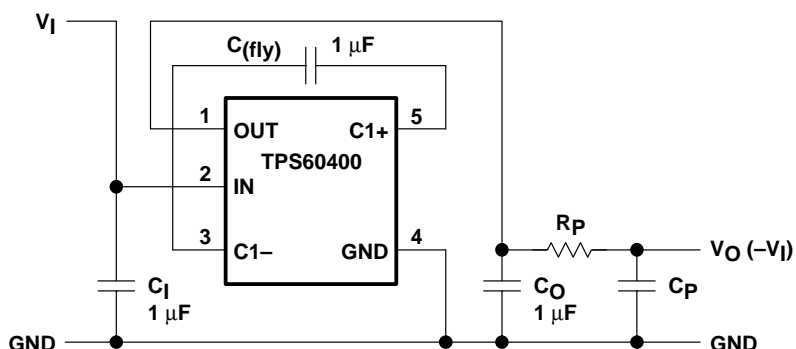 VI
C(fly) 1 µF
1 OUT C1+ 5
TPS60400
2 IN
3 C1– GND 4
RP
VO (–VI)
CI
1 µF
CO
1 µF
CP
GND GND